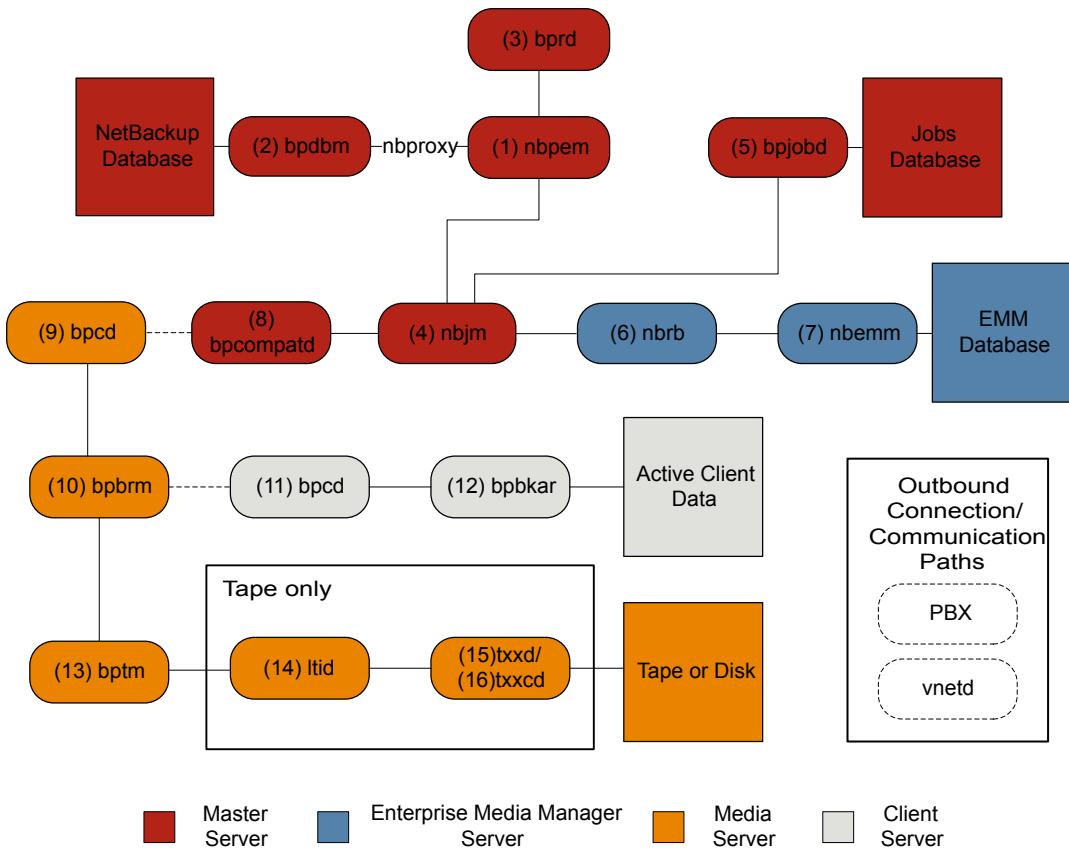 (3) bprd
NetBackup
Database
(2) bpdbm
nbproxy
(1) nbpem
(5) bpjobd
Jobs
Database
(9) bpcd
(8)
bpcompatd
(4) nbjm
(6) nbrb
(7) nbemm
EMM
Database
(10) bpbrm
(11) bpcd
(12) bpbkar
Active Client
Data
Outbound
Connection/
Communication
Paths
PBX
vnetd
Tape only
(13) bptm
(14) ltid
(15)txxd/
(16)txxcd
Tape or Disk
Master
Server
Enterprise Media Manager
Server
Media
Server
Client
Server